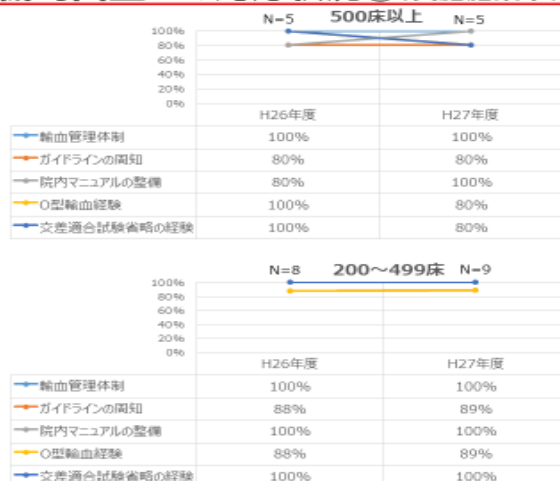 N=5 500床以上 N=5
100%
80%
60%
40%
20%
0%
H26年度 H27年度
輸血管理体制 100% 100%
ガイドラインの周知 80% 80%
院内マニュアルの整備 80% 100%
O型輸血経験 100% 80%
交差適合試験省略の経験 100% 80%
N=8 200~499床 N=9
100%
80%
60%
40%
20%
0%
H26年度 H27年度
輸血管理体制 100% 100%
ガイドラインの周知 88% 89%
院内マニュアルの整備 100% 100%
O型輸血経験 88% 89%
交差適合試験省略の経験 100% 100%